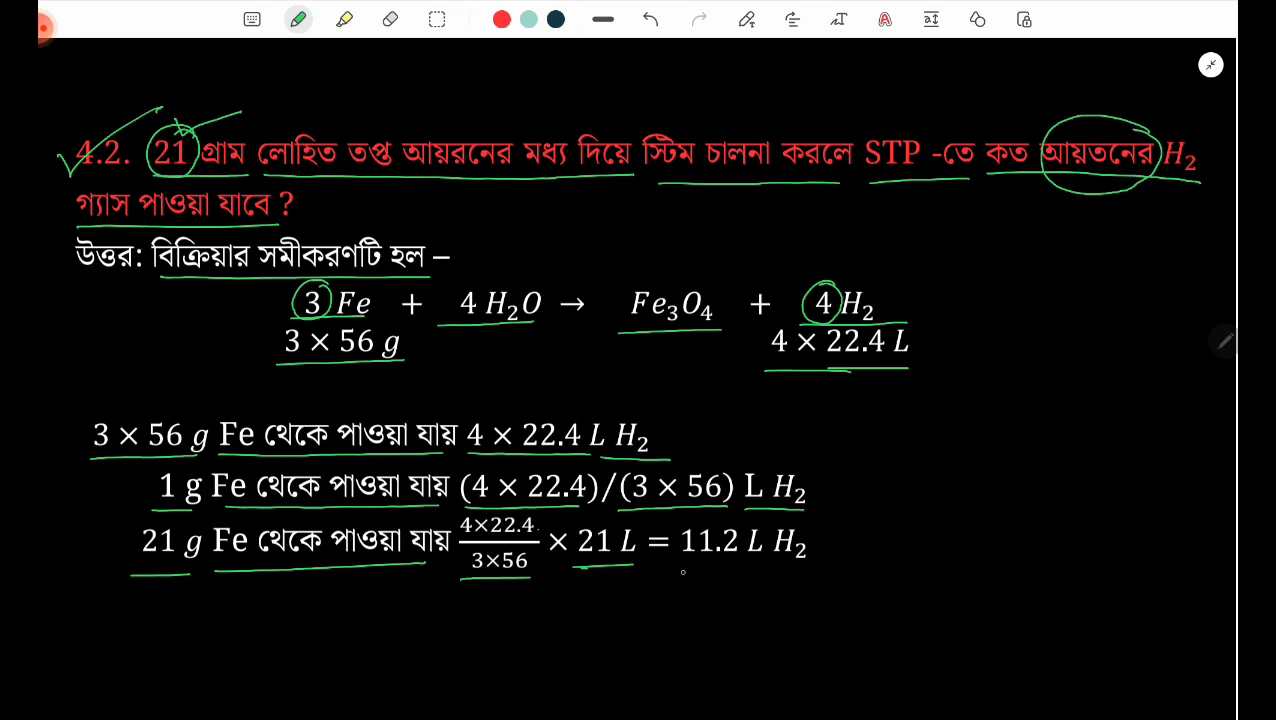 4.2. 21 গ্রাম লোহিত তপ্ত আয়রনের মধ্য দিয়ে স্টিম চালনা করলে STP -তে কত আয়তনের H₂
গ্যাস পাওয়া যাবে ?
উত্তর: বিক্রিয়ার সমীকরণটি হল –
3 Fe + 4 H₂O → Fe₃O₄ + 4 H₂
3 × 56 g 4 × 22.4 L
3 × 56 g Fe থেকে পাওয়া যায় 4 × 22.4 L H₂
1 g Fe থেকে পাওয়া যায় (4 × 22.4)/(3 × 56) L H₂
21 g Fe থেকে পাওয়া যায় 4×22.4/3×56 × 21 L = 11.2 L H₂